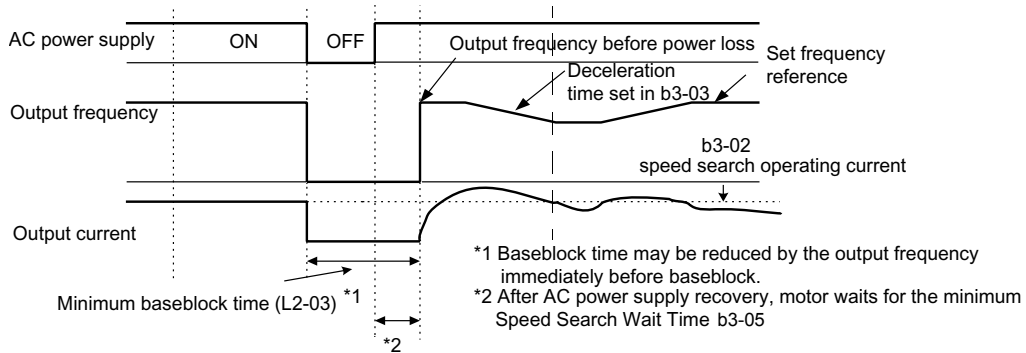 AC power supply
ON
OFF
Output frequency before power loss
Deceleration
time set in b3-03
Set frequency
reference
Output frequency
b3-02
speed search operating current
Output current
*1 Baseblock time may be reduced by the output frequency
immediately before baseblock.
Minimum baseblock time (L2-03) *1
*2 After AC power supply recovery, motor waits for the minimum
Speed Search Wait Time b3-05
*2